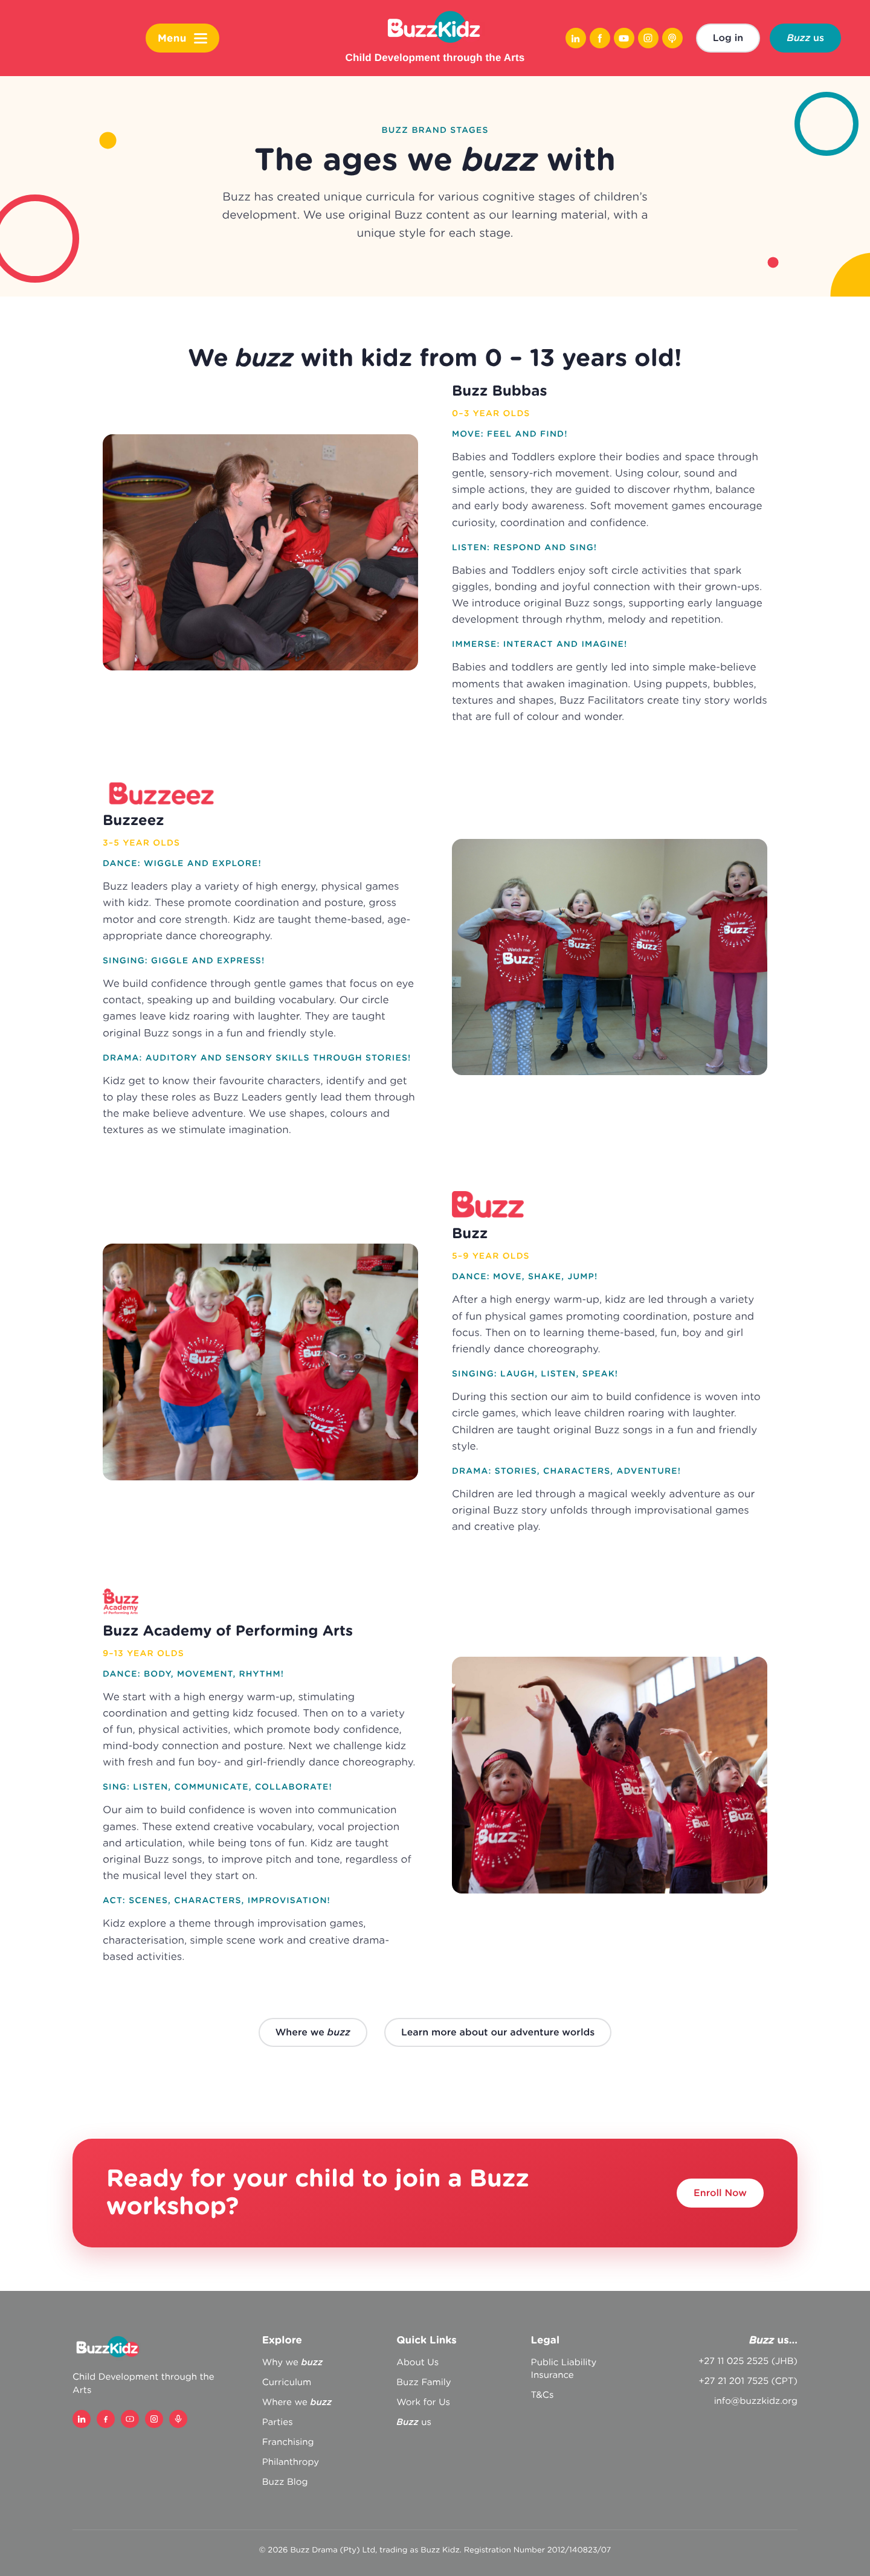 Menu
BuzzKidz
Child Development through the Arts
Log in
Buzz us
BUZZ BRAND STAGES
The ages we buzz with
Buzz has created unique curricula for various cognitive stages of children's
development. We use original Buzz content as our learning material, with a
unique style for each stage.
We buzz with kidz from 0 – 13 years old!
Buzz Bubbas
0–3 YEAR OLDS
MOVE: FEEL AND FIND!
Babies and Toddlers explore their bodies and space through
gentle, sensory-rich movement. Using colour, sound and
simple actions, they are guided to discover rhythm, balance
and early body awareness. Soft movement games encourage
curiosity, coordination and confidence.
LISTEN: RESPOND AND SING!
Babies and Toddlers enjoy soft circle activities that spark
giggles, bonding and joyful connection with their grown-ups.
We introduce original Buzz songs, supporting early language
development through rhythm, melody and repetition.
IMMERSE: INTERACT AND IMAGINE!
Babies and toddlers are gently led into simple make-believe
moments that awaken imagination. Using puppets, bubbles,
textures and shapes, Buzz Facilitators create tiny story worlds
that are full of colour and wonder.
Buzzeez
Buzzeez
3–5 YEAR OLDS
DANCE: WIGGLE AND EXPLORE!
Buzz leaders play a variety of high energy, physical games
with kidz. These promote coordination and posture, gross
motor and core strength. Kidz are taught theme-based, age-
appropriate dance choreography.
SINGING: GIGGLE AND EXPRESS!
We build confidence through gentle games that focus on eye
contact, speaking up and building vocabulary. Our circle
games leave kidz roaring with laughter. They are taught
original Buzz songs in a fun and friendly style.
DRAMA: AUDITORY AND SENSORY SKILLS THROUGH STORIES!
Kidz get to know their favourite characters, identify and get
to play these roles as Buzz Leaders gently lead them through
the make believe adventure. We use shapes, colours and
textures as we stimulate imagination.
Watch me
Buzz
Watch me
Buzz
Buzz
Watch me
Buzz
Buzz
Buzz
5–9 YEAR OLDS
DANCE: MOVE, SHAKE, JUMP!
After a high energy warm-up, kidz are led through a variety
of fun physical games promoting coordination, posture and
focus. Then on to learning theme-based, fun, boy and girl
friendly dance choreography.
SINGING: LAUGH, LISTEN, SPEAK!
During this section our aim to build confidence is woven into
circle games, which leave children roaring with laughter.
Children are taught original Buzz songs in a fun and friendly
style.
DRAMA: STORIES, CHARACTERS, ADVENTURE!
Children are led through a magical weekly adventure as our
original Buzz story unfolds through improvisational games
and creative play.
Watch me
Buzz
Buzz
Watch me
Buzz
Buzz
Academy
of Performing Arts
Buzz Academy of Performing Arts
9–13 YEAR OLDS
DANCE: BODY, MOVEMENT, RHYTHM!
We start with a high energy warm-up, stimulating
coordination and getting kidz focused. Then on to a variety
of fun, physical activities, which promote body confidence,
mind-body connection and posture. Next we challenge kidz
with fresh and fun boy- and girl-friendly dance choreography.
SING: LISTEN, COMMUNICATE, COLLABORATE!
Our aim to build confidence is woven into communication
games. These extend creative vocabulary, vocal projection
and articulation, while being tons of fun. Kidz are taught
original Buzz songs, to improve pitch and tone, regardless of
the musical level they start on.
ACT: SCENES, CHARACTERS, IMPROVISATION!
Kidz explore a theme through improvisation games,
characterisation, simple scene work and creative drama-
based activities.
Watch me
Buzz
Buzz
Buzz
Buzz
Where we buzz
Learn more about our adventure worlds
Ready for your child to join a Buzz
workshop?
Enroll Now
BuzzKidz
Child Development through the
Arts
Explore
Why we buzz
Curriculum
Where we buzz
Parties
Franchising
Philanthropy
Buzz Blog
Quick Links
About Us
Buzz Family
Work for Us
Buzz us
Legal
Public Liability
Insurance
T&Cs
Buzz us...
+27 11 025 2525 (JHB)
+27 21 201 7525 (CPT)
info@buzzkidz.org
© 2026 Buzz Drama (Pty) Ltd, trading as Buzz Kidz. Registration Number 2012/140823/07